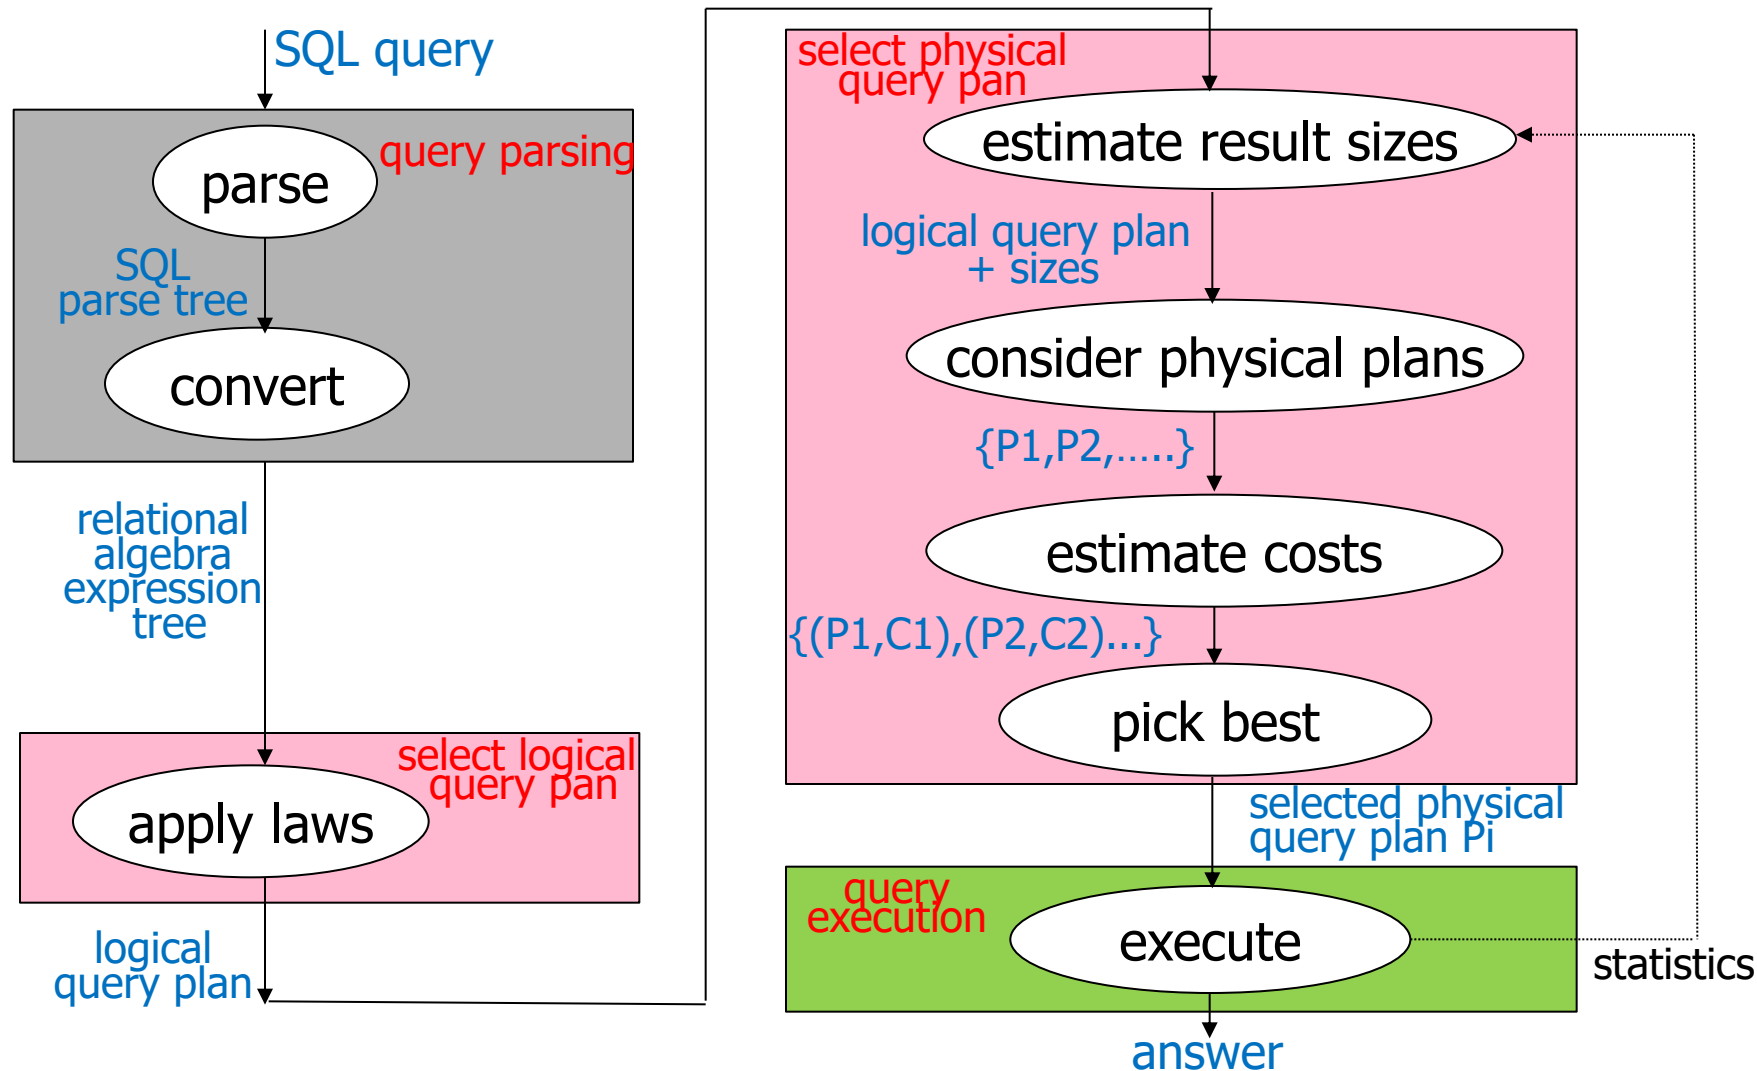 SQL query
query parsing
parse
SQL
parse tree
convert
relational
algebra
expression
tree
select logical
query pan
apply laws
logical
query plan
select physical
query pan
estimate result sizes
logical query plan
+ sizes
consider physical plans
{P1,P2,…..}
estimate costs
{(P1,C1),(P2,C2)...}
pick best
selected physical
query plan Pi
query
execution
execute
statistics
answer